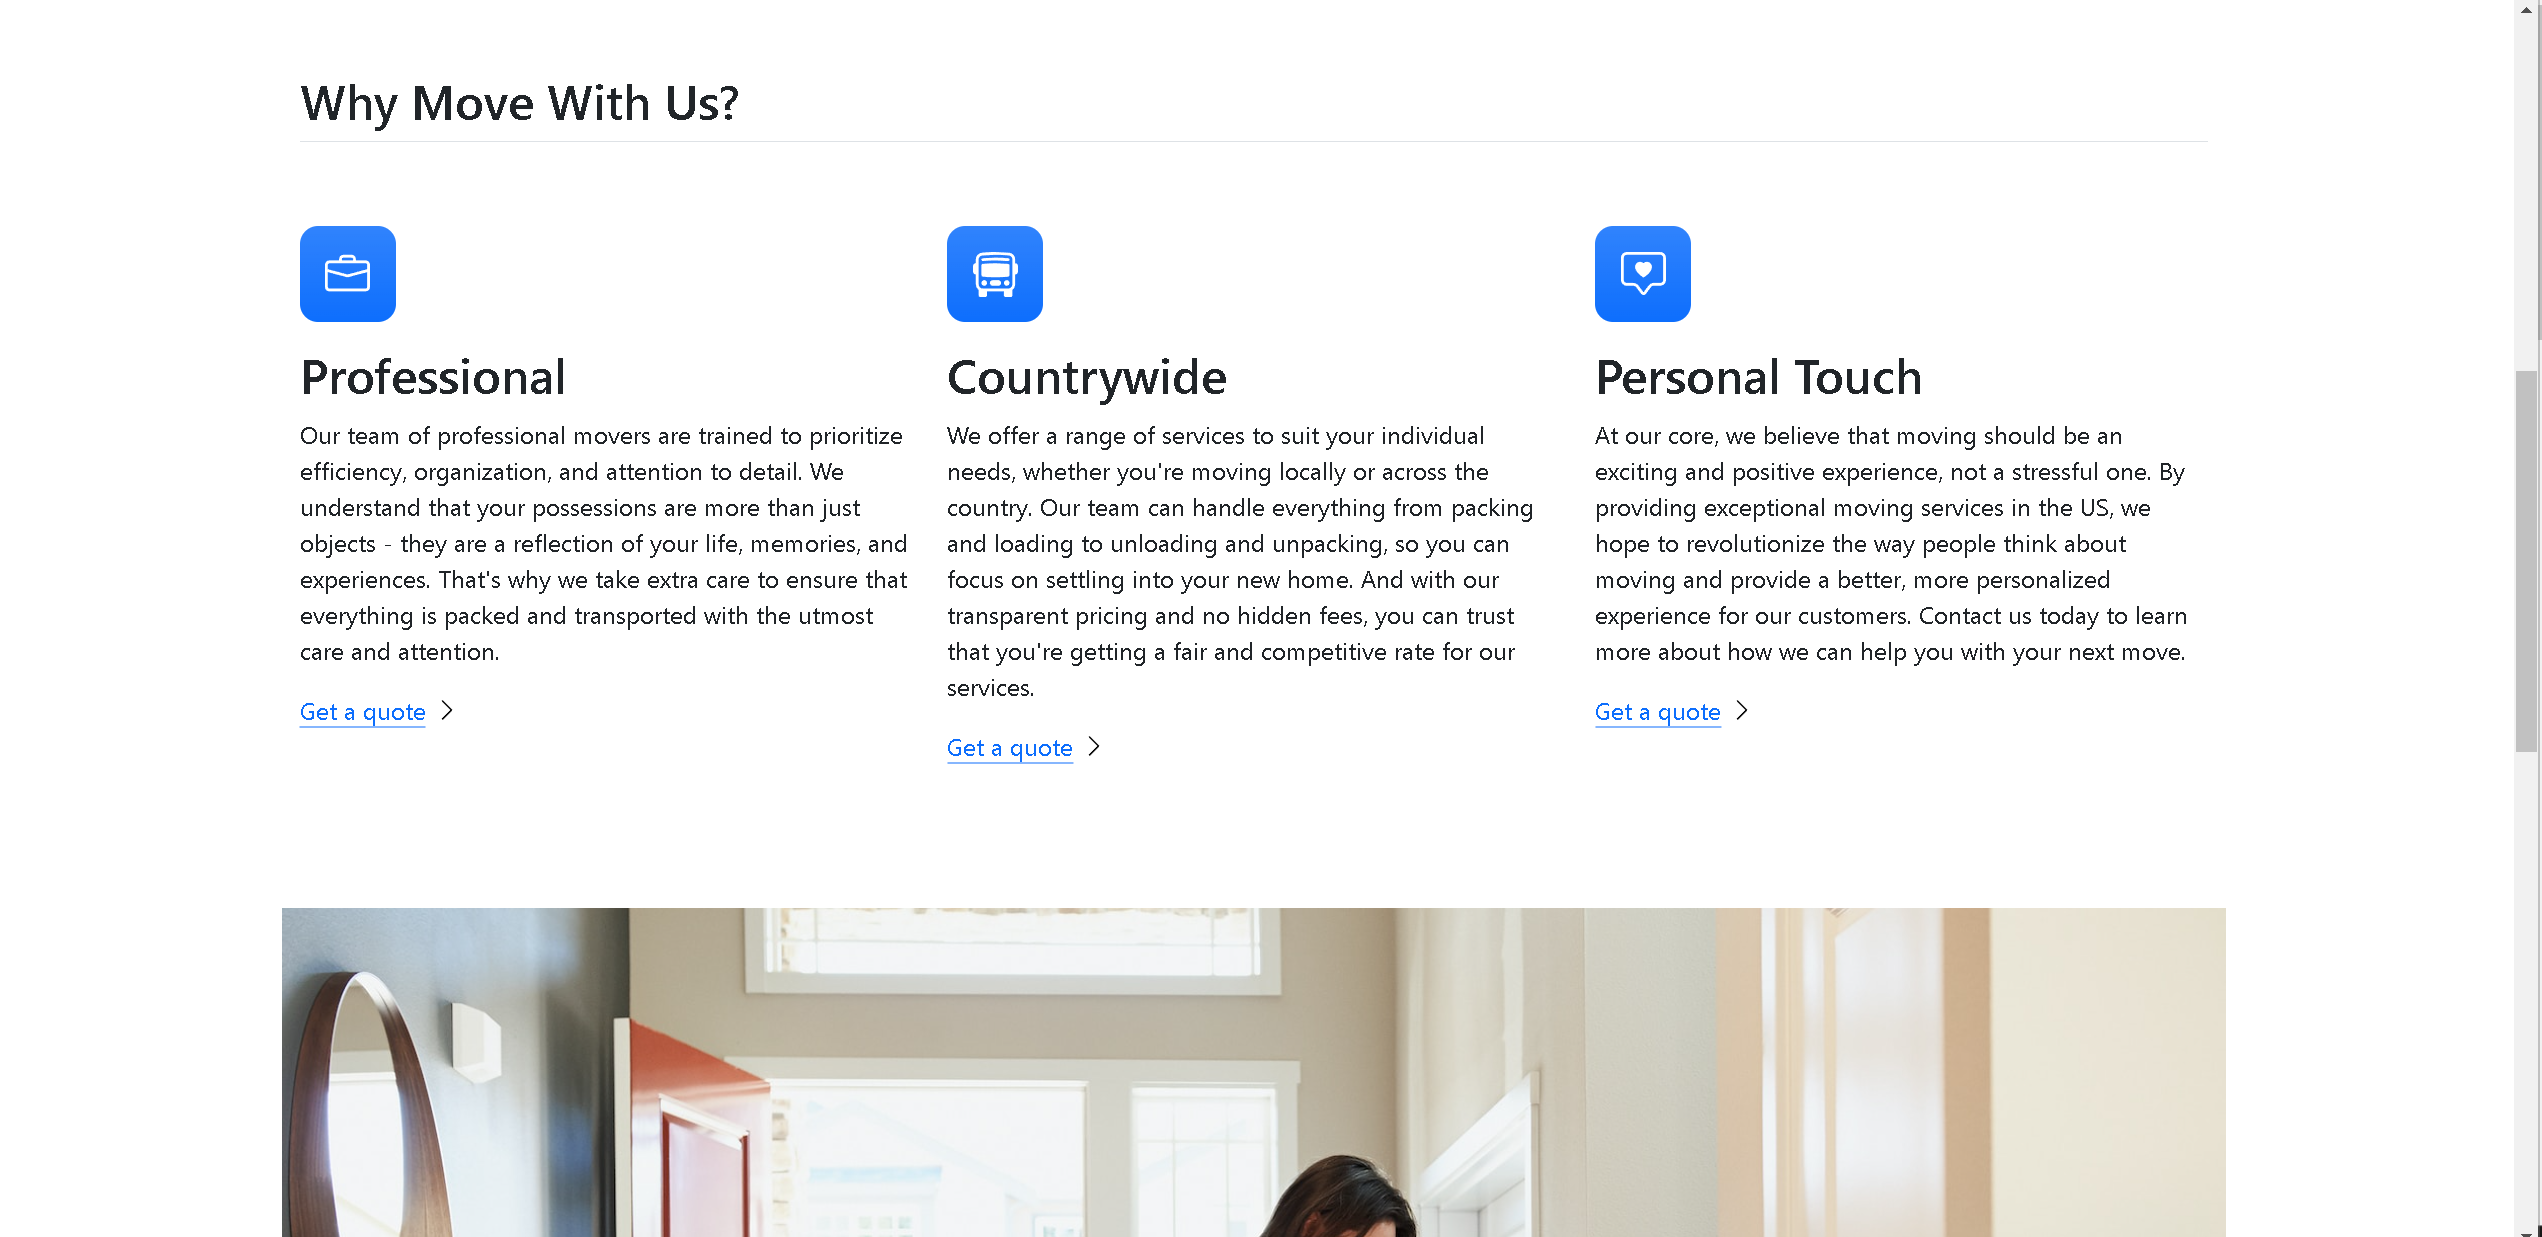 Why Move With Us?
Professional
Our team of professional movers are trained to prioritize
efficiency, organization, and attention to detail. We
understand that your possessions are more than just
objects - they are a reflection of your life, memories, and
experiences. That's why we take extra care to ensure that
everything is packed and transported with the utmost
care and attention.
Get a quote
Countrywide
We offer a range of services to suit your individual
needs, whether you're moving locally or across the
country. Our team can handle everything from packing
and loading to unloading and unpacking, so you can
focus on settling into your new home. And with our
transparent pricing and no hidden fees, you can trust
that you're getting a fair and competitive rate for our
services.
Get a quote
Personal Touch
At our core, we believe that moving should be an
exciting and positive experience, not a stressful one. By
providing exceptional moving services in the US, we
hope to revolutionize the way people think about
moving and provide a better, more personalized
experience for our customers. Contact us today to learn
more about how we can help you with your next move.
Get a quote